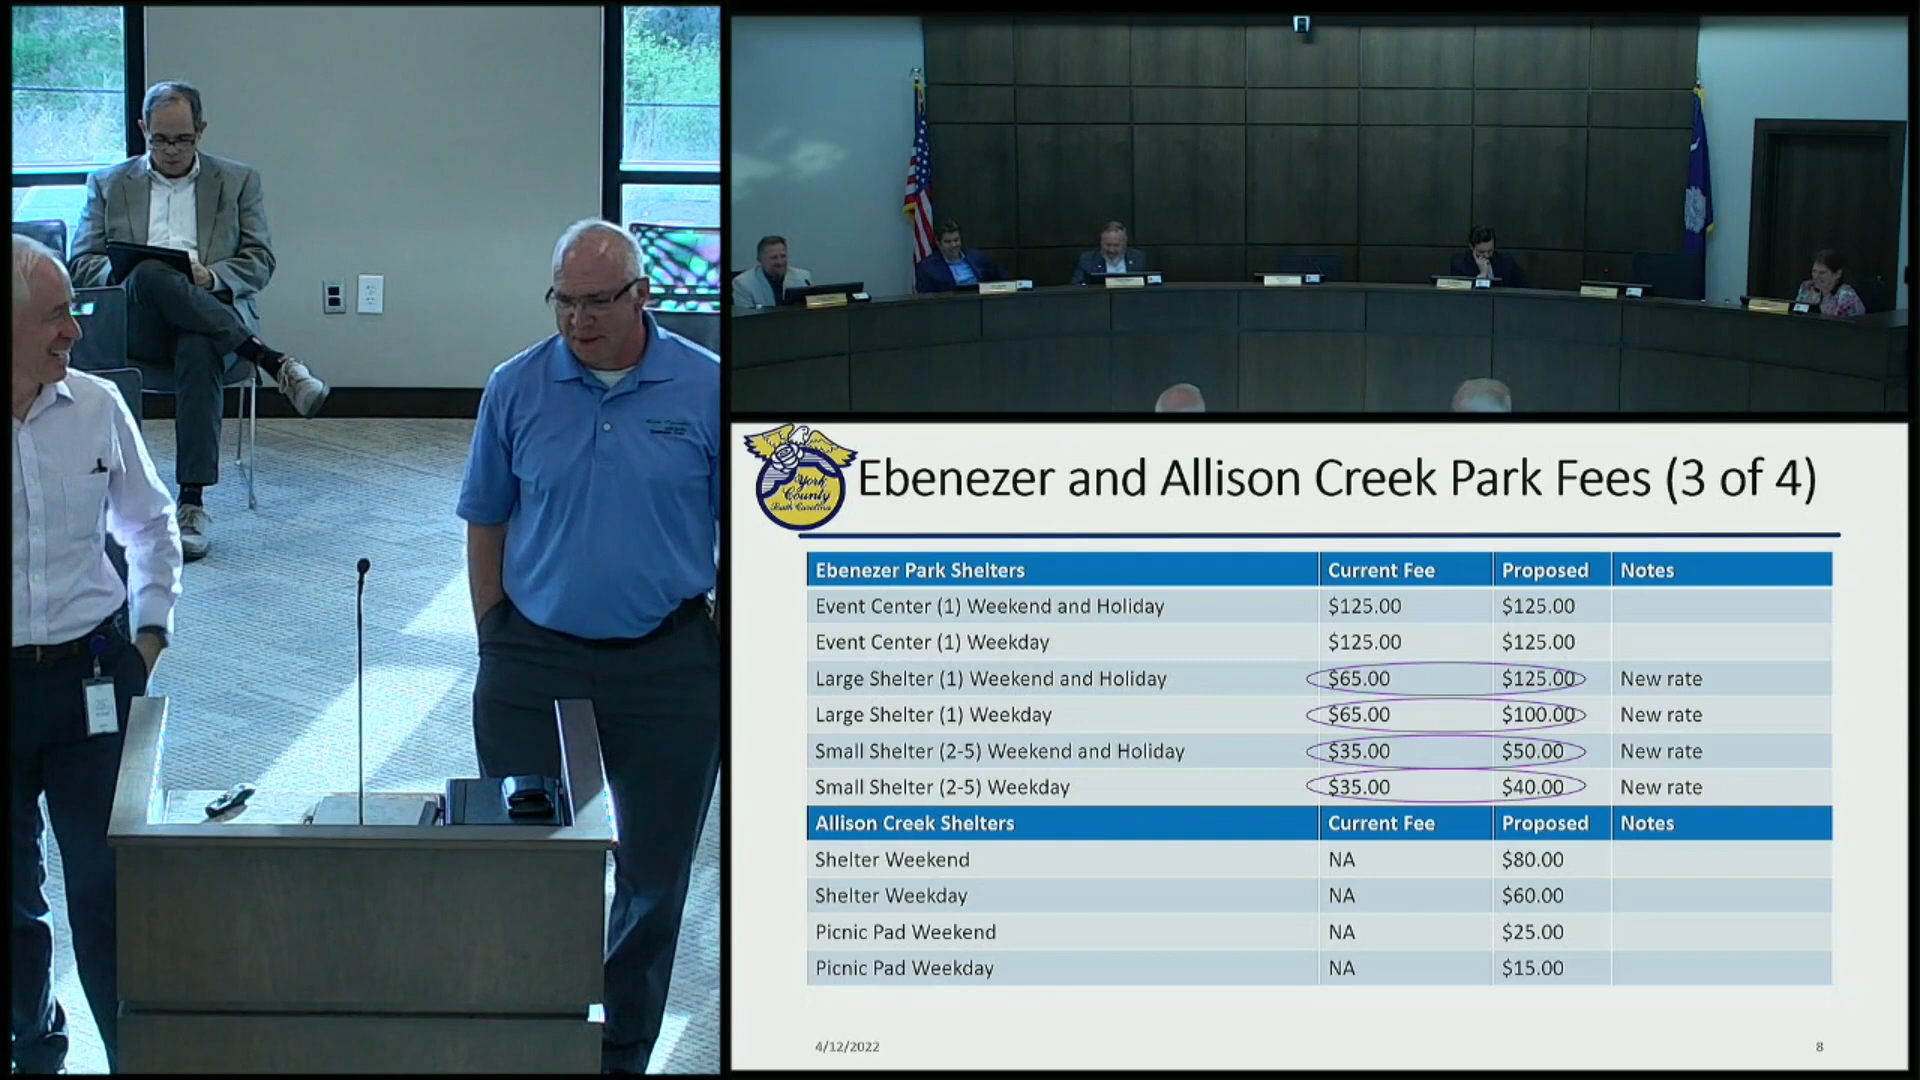 York
County
South Carolina
Ebenezer and Allison Creek Park Fees (3 of 4)
Ebenezer Park Shelters Current Fee Proposed Notes
Event Center (1) Weekend and Holiday $125.00 $125.00
Event Center (1) Weekday $125.00 $125.00
Large Shelter (1) Weekend and Holiday $65.00 $125.00 New rate
Large Shelter (1) Weekday $65.00 $100.00 New rate
Small Shelter (2-5) Weekend and Holiday $35.00 $50.00 New rate
Small Shelter (2-5) Weekday $35.00 $40.00 New rate
Allison Creek Shelters Current Fee Proposed Notes
Shelter Weekend NA $80.00
Shelter Weekday NA $60.00
Picnic Pad Weekend NA $25.00
Picnic Pad Weekday NA $15.00
4/12/2022 8